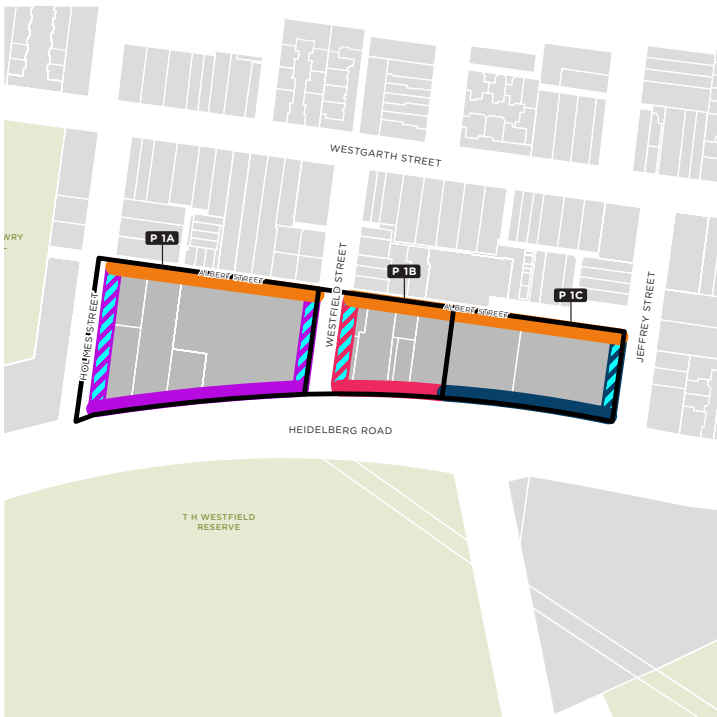 WESTGARTH STREET
WRY
P 1A
ALBERT STREET
P 1B
WESTFIELD STREET
P 1C
ALBERT STREET
HOLMES STREET
JEFFREY STREET
HEIDELBERG ROAD
T H WESTFIELD
RESERVE